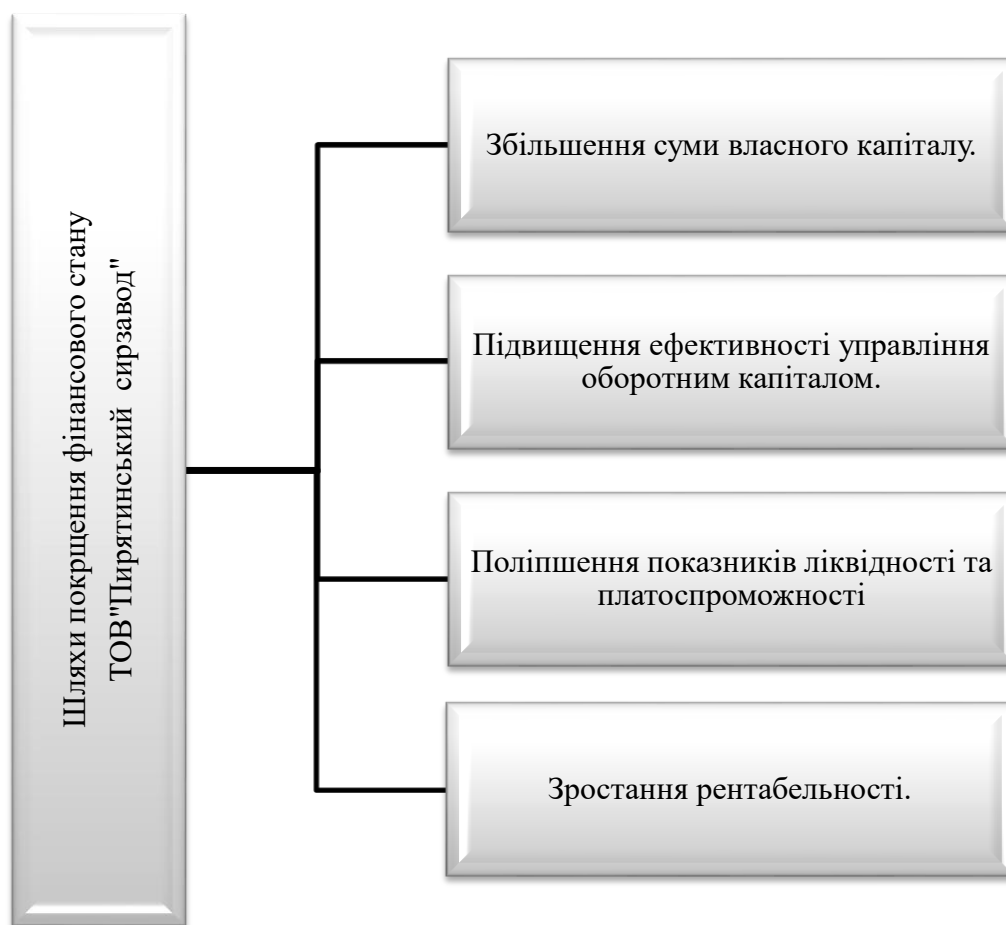 Шляхи покрщення фінансового стану
ТОВ"Пирятинський сирзавод"
Збільшення суми власного капіталу.
Підвищення ефективності управління
оборотним капіталом.
Поліпшення показників ліквідності та
платоспроможності
Зростання рентабельності.